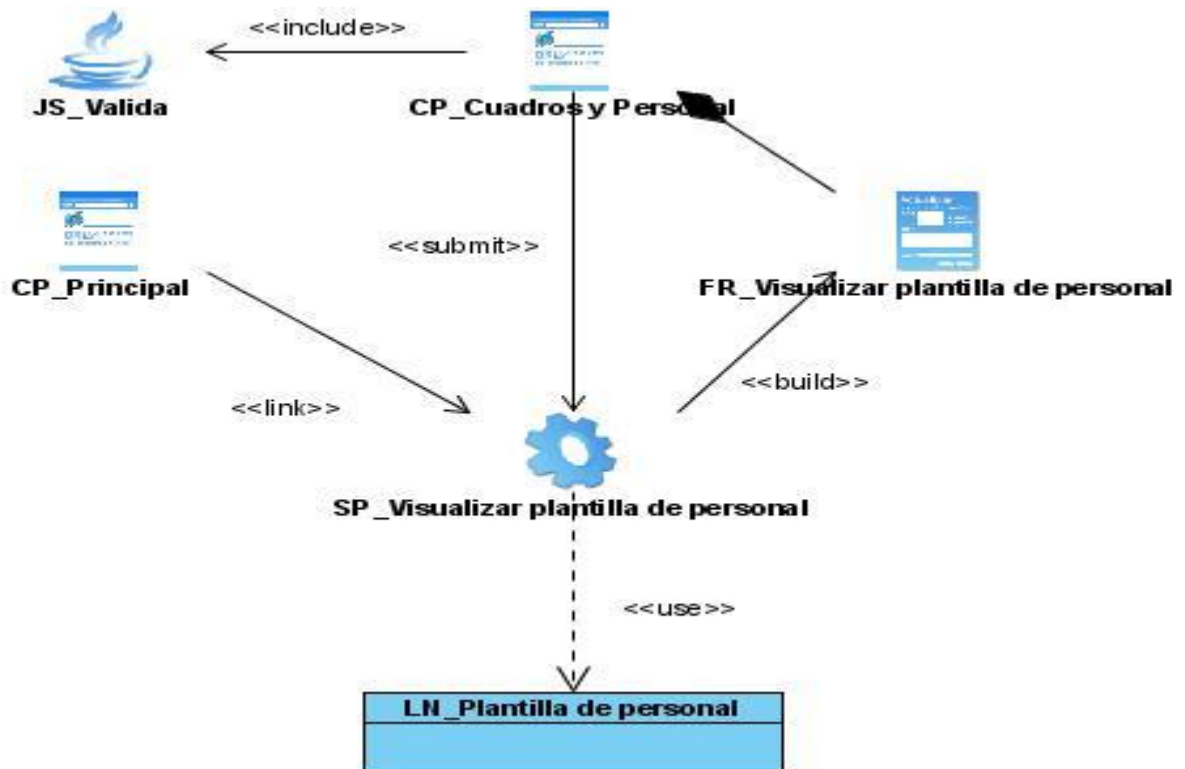 <<include>>
JS_Valida
CP_Cuadros y Personal
<<submit>>
CP_Principal
FR_Visualizar plantilla de personal
<<build>>
<<link>>
SP_Visualizar plantilla de personal
<<use>>
LN_Plantilla de personal